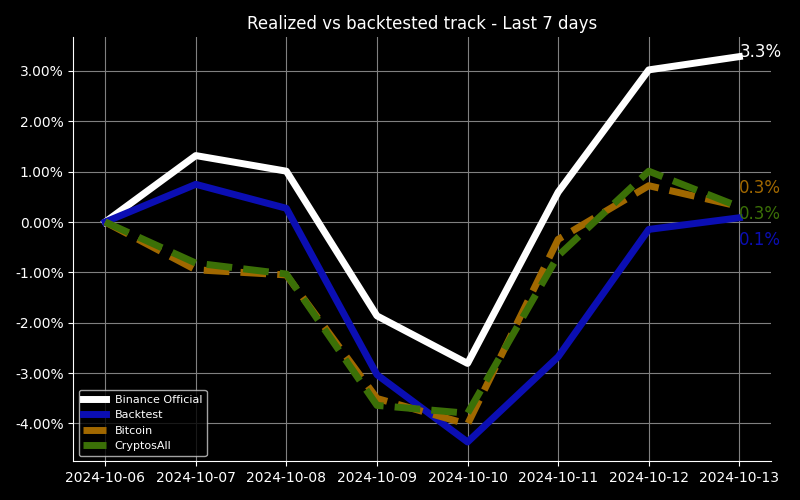 Realized vs backtested track - Last 7 days
3.00%
2.00%
1.00%
0.00%
-1.00%
-2.00%
-3.00%
-4.00%
3.3%
0.3%
0.3%
0.1%
Binance Official
Backtest
Bitcoin
CryptosAll
2024-10-06 2024-10-07 2024-10-08 2024-10-09 2024-10-10 2024-10-11 2024-10-12 2024-10-13